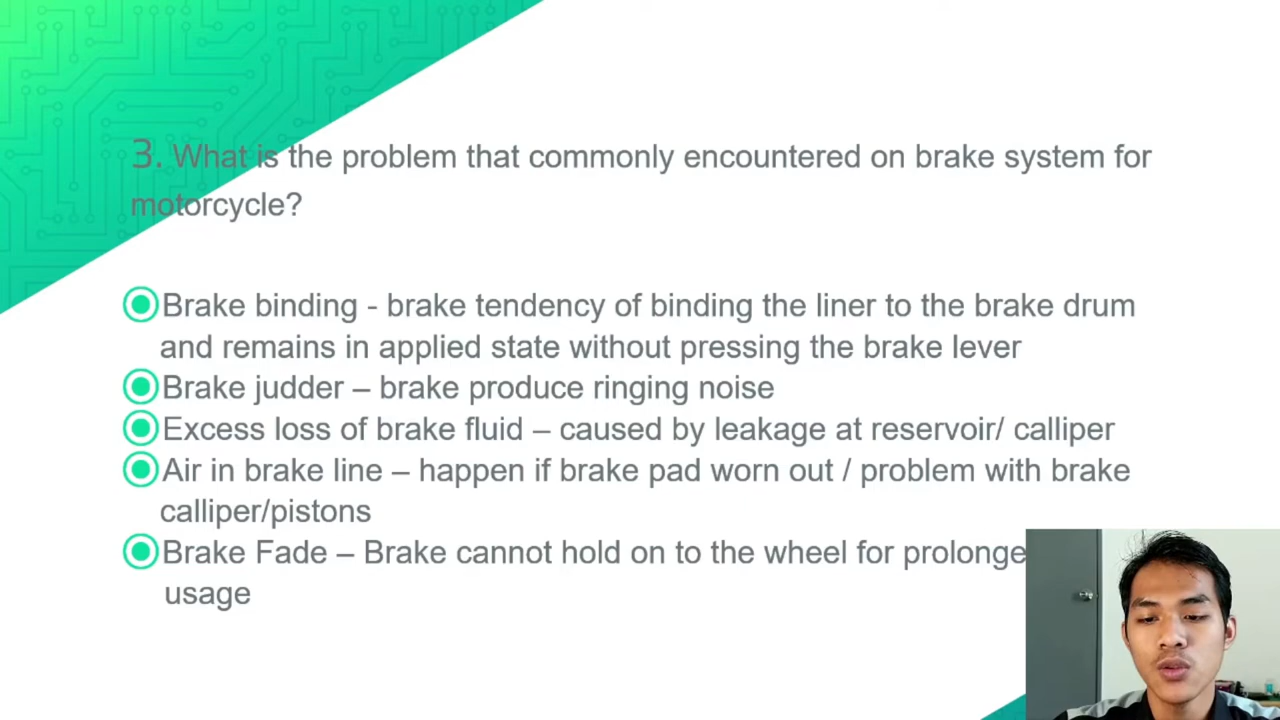 3. What is the problem that commonly encountered on brake system for
motorcycle?
Brake binding - brake tendency of binding the liner to the brake drum
and remains in applied state without pressing the brake lever
Brake judder – brake produce ringing noise
Excess loss of brake fluid – caused by leakage at reservoir/ calliper
Air in brake line – happen if brake pad worn out / problem with brake
calliper/pistons
Brake Fade – Brake cannot hold on to the wheel for prolonge
usage